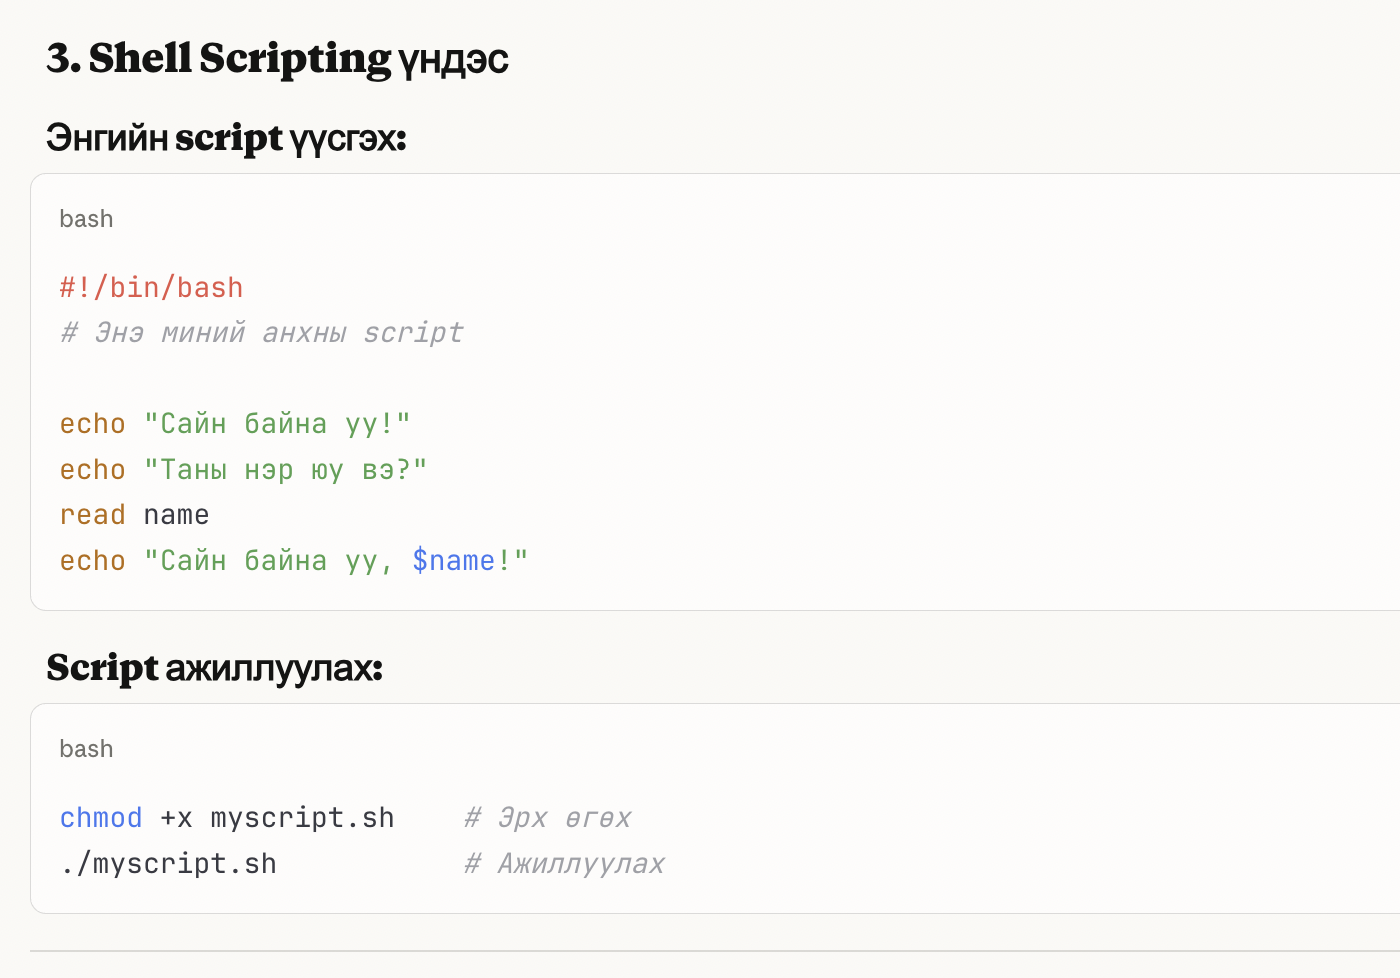 3. Shell Scripting үндэс
Энгийн script үүсгэх:
bash
#!/bin/bash
# Энэ миний анхны script
echo "Сайн байна уу!"
echo "Таны нэр юу вэ?"
read name
echo "Сайн байна уу, $name!"
Script ажиллуулах:
bash
chmod +x myscript.sh    # Эрх өгөх
./myscript.sh           # Ажиллуулах